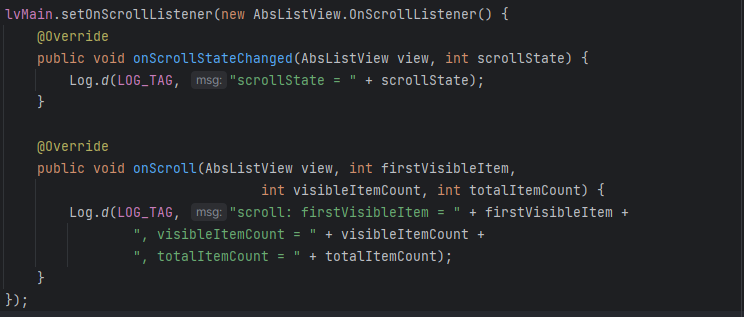 lvMain.setOnScrollListener(new AbsListView.OnScrollListener() {
    @Override
    public void onScrollStateChanged(AbsListView view, int scrollState) {
        Log.d(LOG_TAG, msg: "scrollState = " + scrollState);
    }

    @Override
    public void onScroll(AbsListView view, int firstVisibleItem,
                                int visibleItemCount, int totalItemCount) {
        Log.d(LOG_TAG, msg: "scroll: firstVisibleItem = " + firstVisibleItem +
                ", visibleItemCount = " + visibleItemCount +
                ", totalItemCount = " + totalItemCount);
    }
});